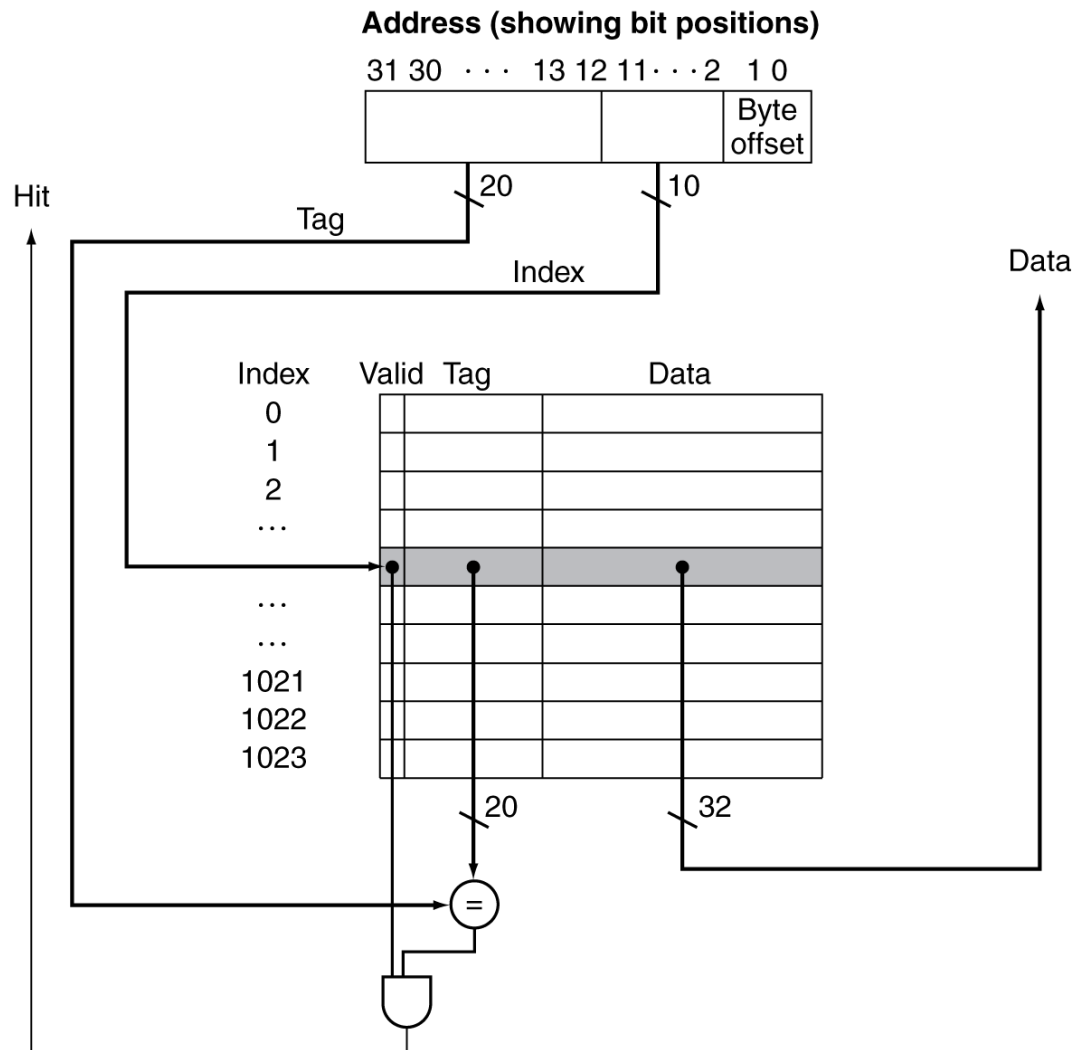 Address (showing bit positions)
31 30 · · · 13 12 11 · · · 2 1 0
Byte
offset
20 10
Hit
Tag
Index
Data
Index Valid Tag Data
0
1
2
...
...
...
1021
1022
1023
20 32
=